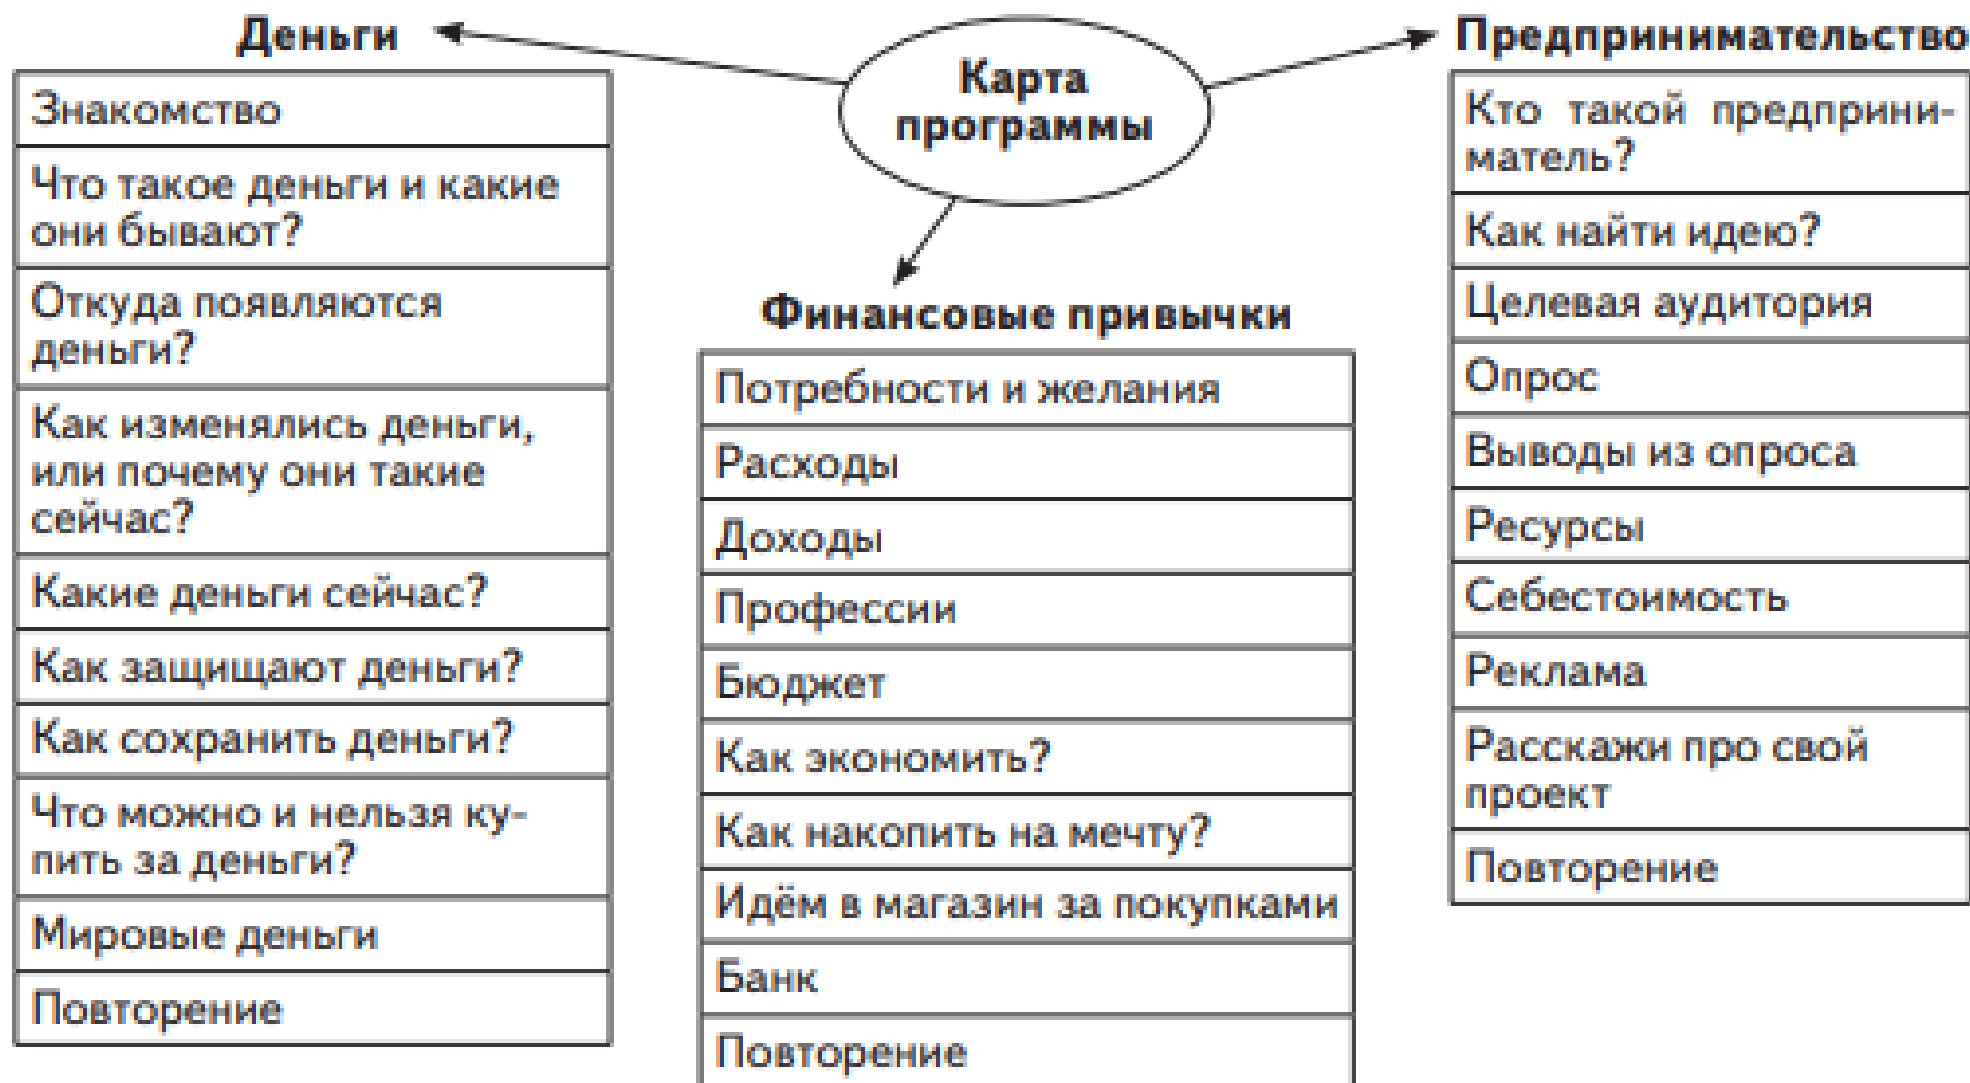 Карта
программы
Деньги
Знакомство
Что такое деньги и какие
они бывают?
Откуда появляются
деньги?
Как изменялись деньги,
или почему они такие
сейчас?
Какие деньги сейчас?
Как защищают деньги?
Как сохранить деньги?
Что можно и нельзя ку-
пить за деньги?
Мировые деньги
Повторение
Финансовые привычки
Потребности и желания
Расходы
Доходы
Профессии
Бюджет
Как экономить?
Как накопить на мечту?
Идём в магазин за покупками
Банк
Повторение
Предпринимательство
Кто такой предприни-
матель?
Как найти идею?
Целевая аудитория
Опрос
Выводы из опроса
Ресурсы
Себестоимость
Реклама
Расскажи про свой
проект
Повторение